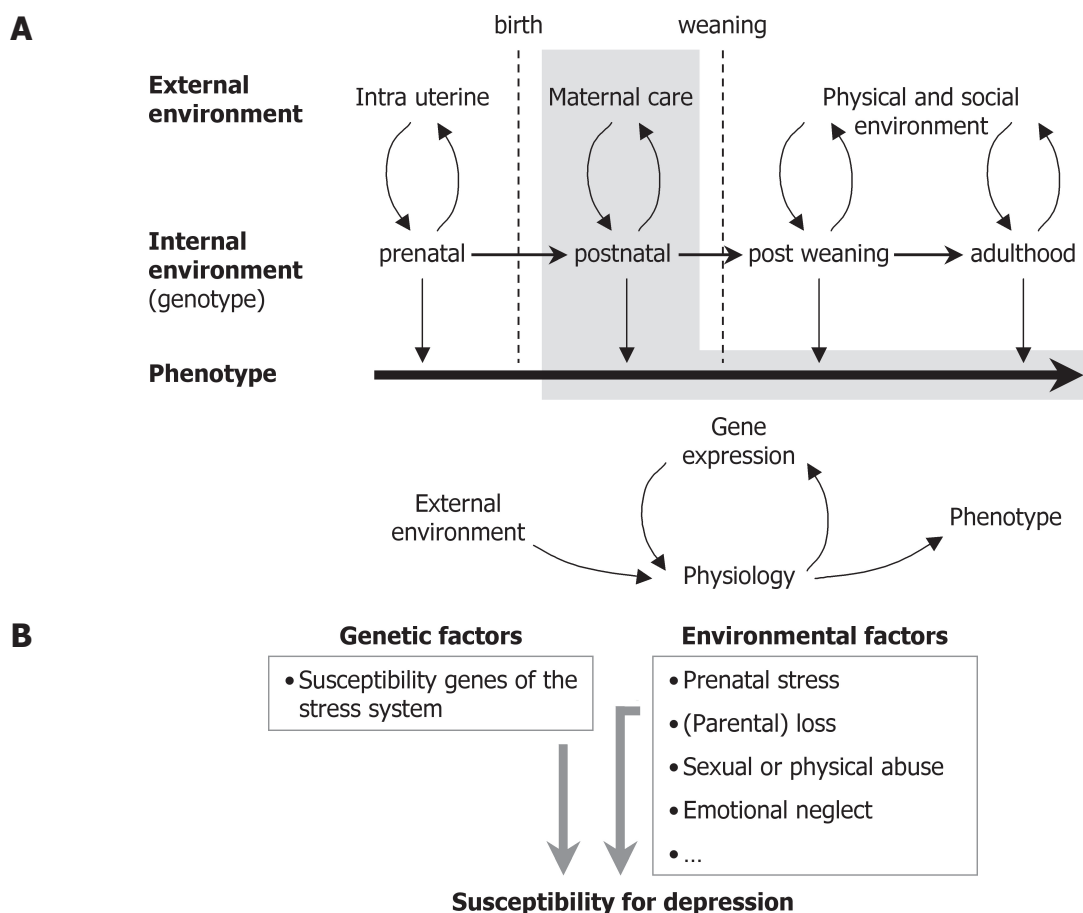 A
birth
weaning
External
environment
Intra uterine
Maternal care
Physical and social
environment
Internal
environment
(genotype)
prenatal
postnatal
post weaning
adulthood
Phenotype
Gene
expression
External
environment
Phenotype
Physiology
B
Genetic factors
• Susceptibility genes of the
stress system
Environmental factors
• Prenatal stress
• (Parental) loss
• Sexual or physical abuse
• Emotional neglect
• ...
Susceptibility for depression